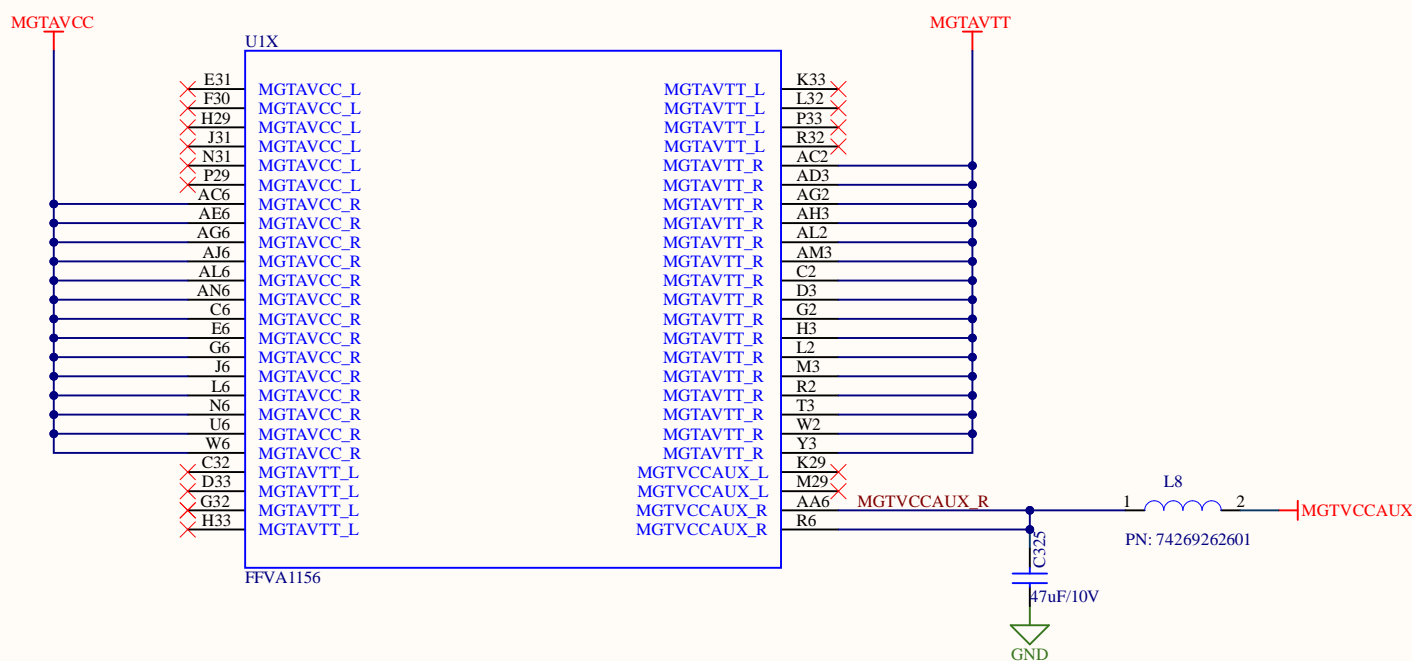 MGTAVCC
MGTAVTT
U1X
E31 MGTAVCC_L MGTAVTT_L K33
F30 MGTAVCC_L MGTAVTT_L L32
H29 MGTAVCC_L MGTAVTT_L P33
J31 MGTAVCC_L MGTAVTT_L R32
N31 MGTAVCC_L MGTAVTT_R AC2
P29 MGTAVCC_L MGTAVTT_R AD3
AC6 MGTAVCC_R MGTAVTT_R AG2
AE6 MGTAVCC_R MGTAVTT_R AH3
AG6 MGTAVCC_R MGTAVTT_R AL2
AJ6 MGTAVCC_R MGTAVTT_R AM3
AL6 MGTAVCC_R MGTAVTT_R C2
AN6 MGTAVCC_R MGTAVTT_R D3
C6 MGTAVCC_R MGTAVTT_R G2
E6 MGTAVCC_R MGTAVTT_R H3
G6 MGTAVCC_R MGTAVTT_R L2
J6 MGTAVCC_R MGTAVTT_R M3
L6 MGTAVCC_R MGTAVTT_R R2
N6 MGTAVCC_R MGTAVTT_R T3
U6 MGTAVCC_R MGTAVTT_R W2
W6 MGTAVCC_R MGTAVTT_R Y3
C32 MGTAVTT_L MGTVCCAUX_L K29
D33 MGTAVTT_L MGTVCCAUX_L M29
G32 MGTAVTT_L MGTVCCAUX_R AA6 MGTVCCAUX_R
H33 MGTAVTT_L MGTVCCAUX_R R6
FFVA1156
L8
1 2
MGTVCCAUX
PN: 74269262601
C325
47uF/10V
GND